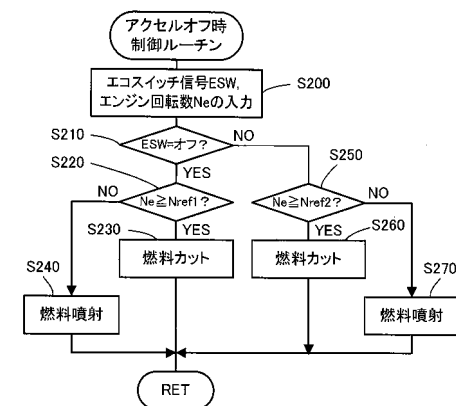 アクセルオフ時
制御ルーチン
エコスイッチ信号ESW,
エンジン回転数Neの入力
S200
S210
ESW=オフ?
NO
YES
S220
S250
NO
Ne≧Nref1?
Ne≧Nref2?
NO
YES
YES
S230
S260
燃料カット
燃料カット
S240
S270
燃料噴射
燃料噴射
RET